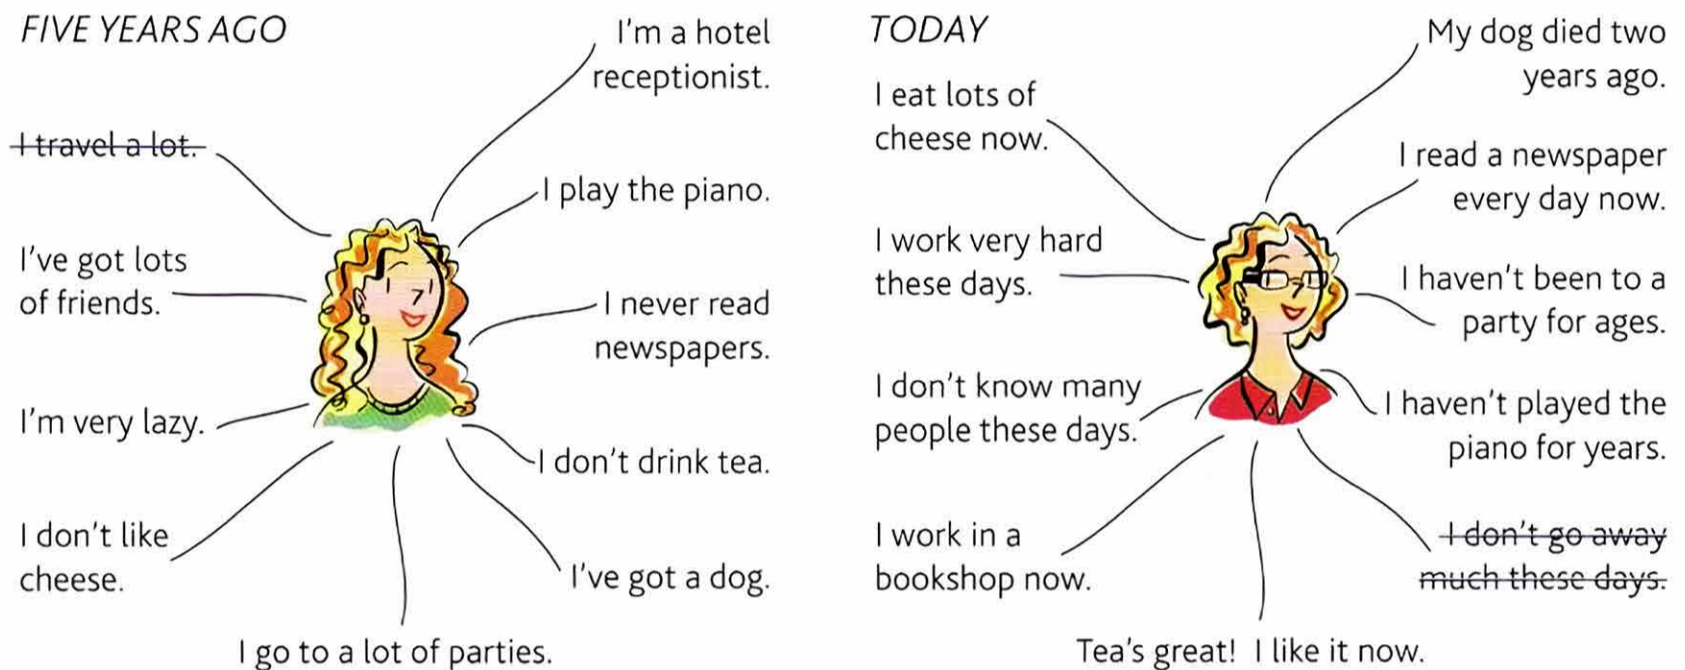 FIVE YEARS AGO
I'm a hotel
receptionist.
I travel a lot.
I play the piano.
I've got lots
of friends.
I never read
newspapers.
I'm very lazy.
I don't drink tea.
I don't like
cheese.
I've got a dog.
I go to a lot of parties.
TODAY
My dog died two
years ago.
I eat lots of
cheese now.
I read a newspaper
every day now.
I work very hard
these days.
I haven't been to a
party for ages.
I don't know many
people these days.
I haven't played the
piano for years.
I work in a
bookshop now.
I don't go away
much these days.
Tea's great! I like it now.